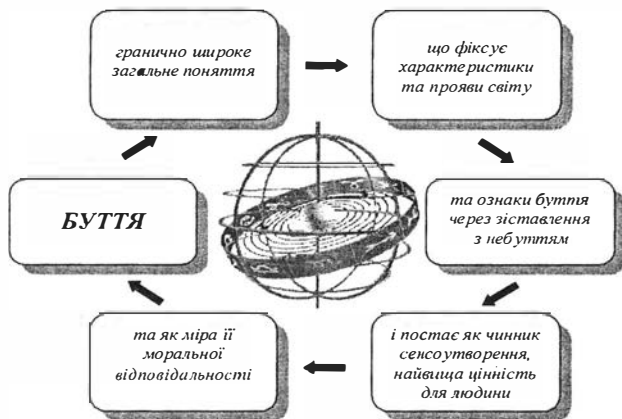 гранично широке
загальне поняття
що фіксує
характеристики
та прояви світу
БУТТЯ
та ознаки буття
через зіставлення
з небуттям
та як міра її
моральної
відповідальності
і постає як чинник
сенсоутворення,
найвища цінність
для людини